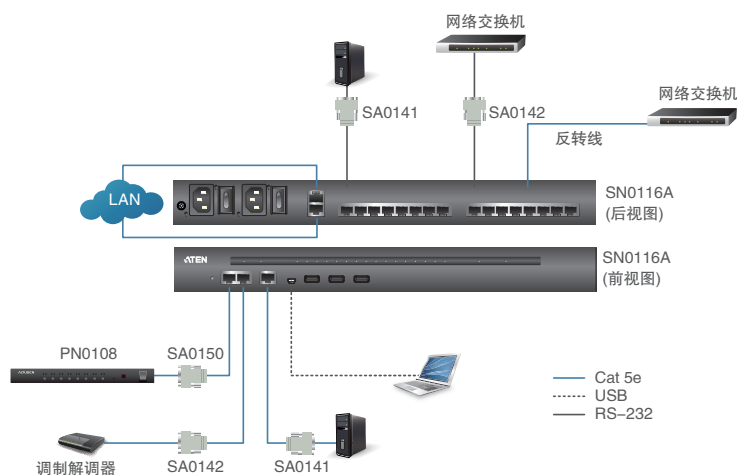 网络交换机
网络交换机
SA0141
SA0142
反转线
LAN
SN0116A
(后视图)
ATEN
SN0116A
(前视图)
PN0108
SA0150
Cat 5e
USB
RS-232
调制解调器
SA0142
SA0141